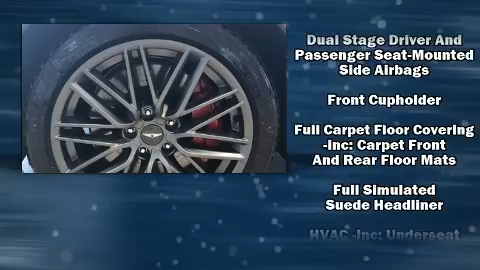 Dual Stage Driver And
Passenger Seat-Mounted
Side Airbags
Front Cupholder
Full Carpet Floor Covering
-inc: Carpet Front
And Rear Floor Mats
Full Simulated
Suede Headliner
HVAC -inc: Underseat